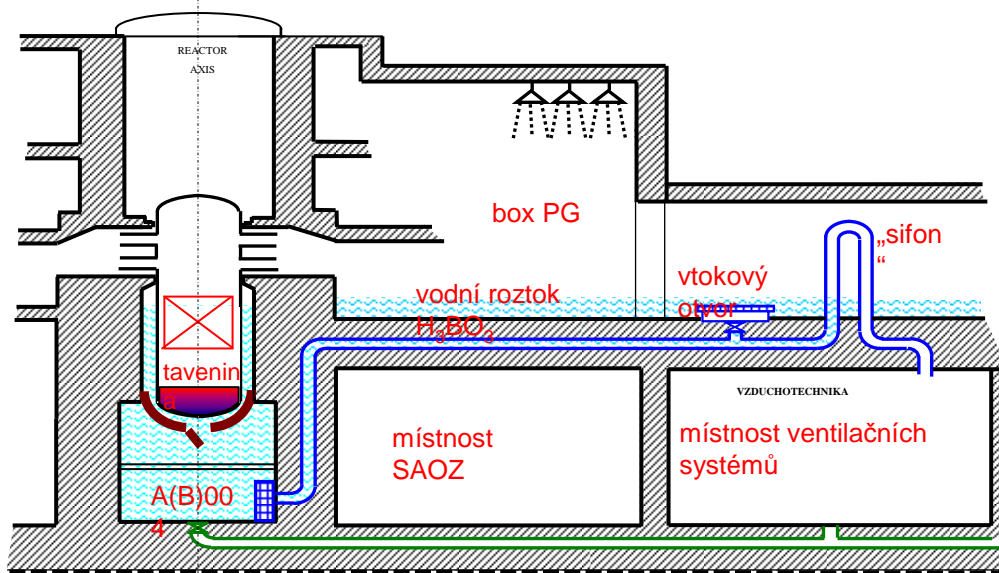 REACTOR
AXIS
box PG
„sifon
“
vtokový
otvor
vodní roztok
H₃BO₃
tavenin
a
VZDUCHOTECHNIKA
místnost
SAOZ
místnost ventilačních
systémů
A(B)00
4